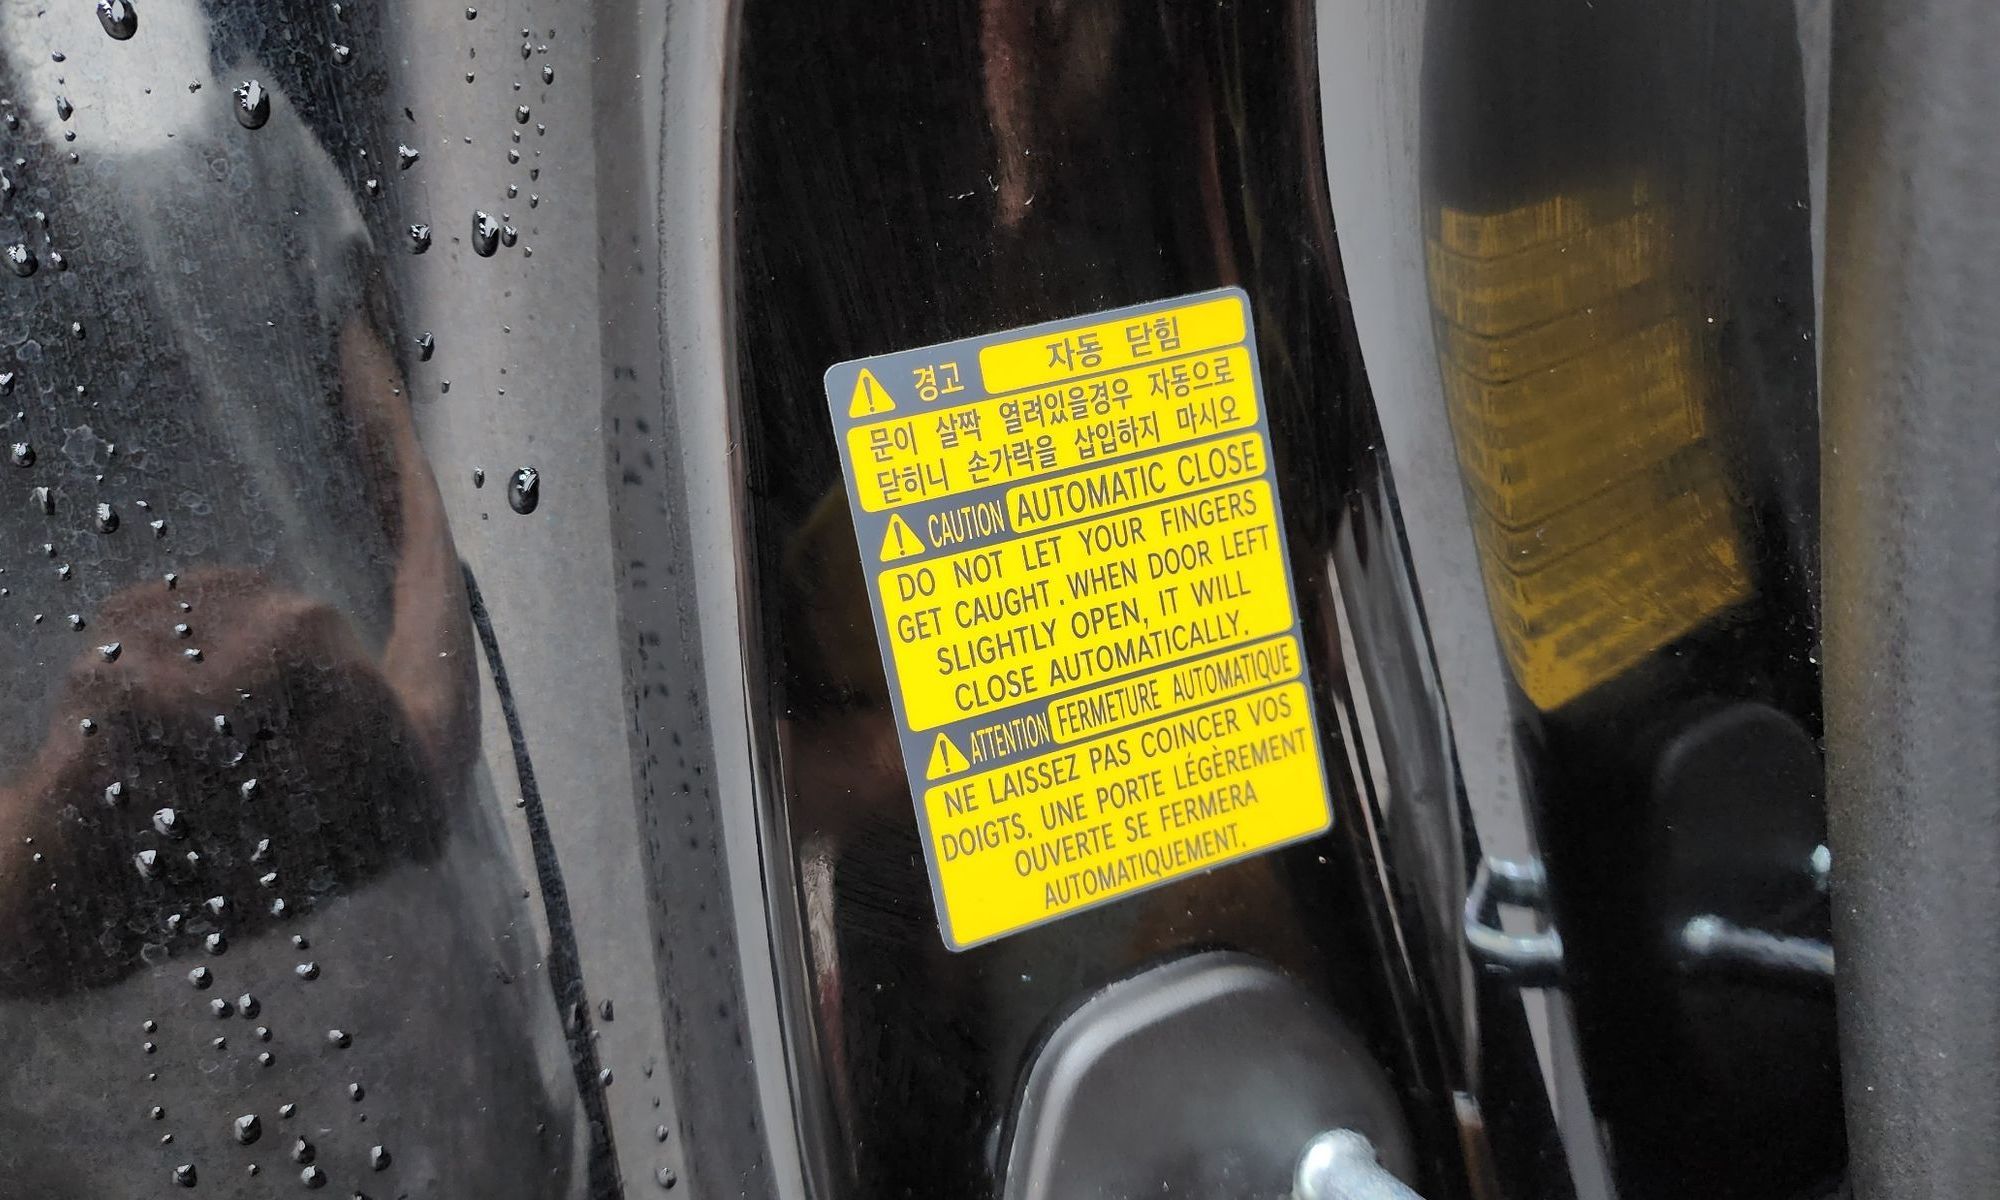 경고 자동 닫힘
문이 살짝 열려있을경우 자동으로
닫히니 손가락을 삽입하지 마시오
CAUTION AUTOMATIC CLOSE
DO NOT LET YOUR FINGERS
GET CAUGHT. WHEN DOOR LEFT
SLIGHTLY OPEN, IT WILL
CLOSE AUTOMATICALLY.
ATTENTION FERMETURE AUTOMATIQUE
NE LAISSEZ PAS COINCER VOS
DOIGTS. UNE PORTE LÉGÈREMENT
OUVERTE SE FERMERA
AUTOMATIQUEMENT.